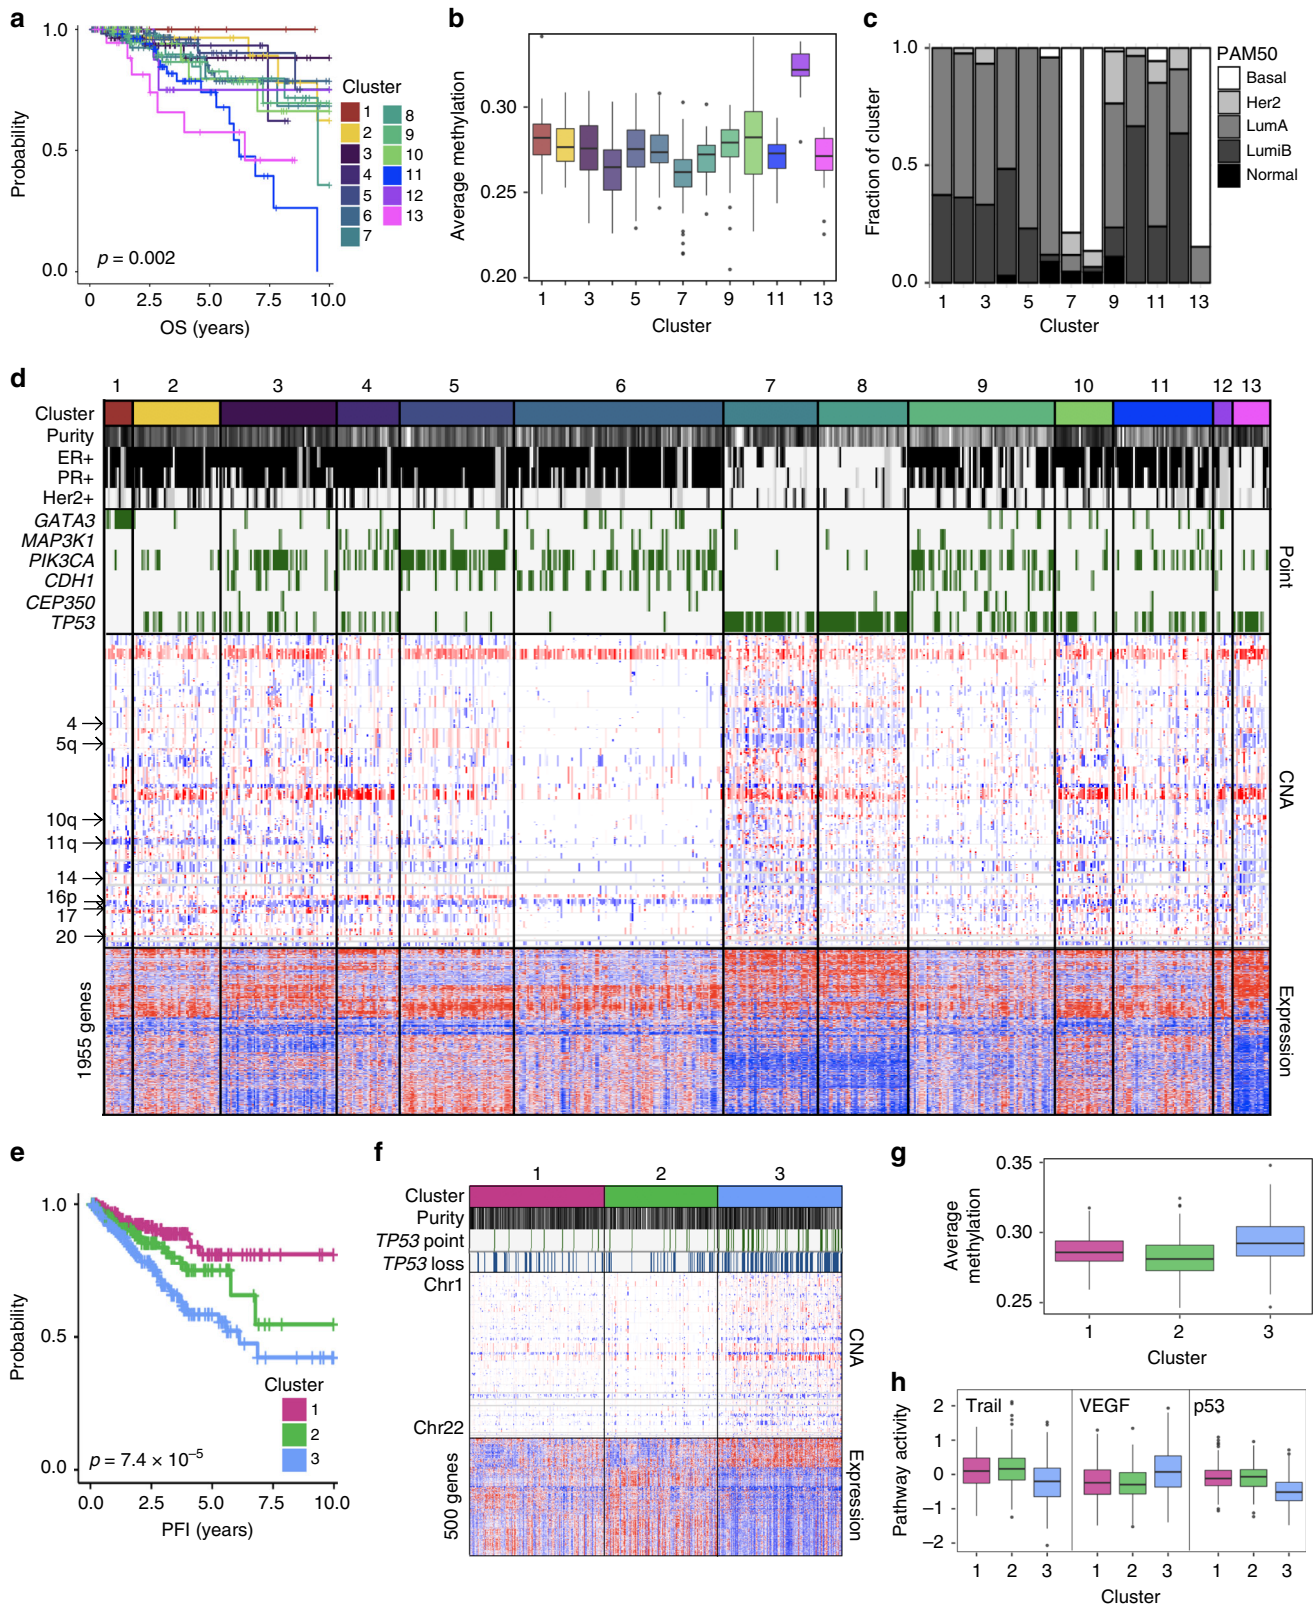 a
1.0
0.5
0.0
Probability
p = 0.002
0
2.5
5.0
7.5
10.0
OS (years)
Cluster
1
2
3
4
5
6
7
8
9
10
11
12
13
b
0.30
0.25
0.20
Average methylation
1 3 5 7 9 11 13
Cluster
c
1.0
0.5
0.0
Fraction of cluster
1 3 5 7 9 11 13
Cluster
PAM50
Basal
Her2
LumA
LumiB
Normal
d
1 2 3 4 5 6 7 8 9 10 11 12 13
Cluster
Purity
ER+
PR+
Her2+
GATA3
MAP3K1
PIK3CA
CDH1
CEP350
TP53
Point
4
5q
10q
11q
14
16p
17
20
CNA
1955 genes
Expression
e
1.0
0.5
0.0
Probability
p = 7.4 × 10⁻⁵
0.0 2.5 5.0 7.5 10.0
PFI (years)
Cluster
1
2
3
f
1 2 3
Cluster
Purity
TP53 point
TP53 loss
Chr1
Chr22
CNA
500 genes
Expression
g
0.35
0.30
0.25
Average
methylation
1 2 3
Cluster
h
Trail VEGF p53
2
1
0
−1
−2
Pathway activity
1 2 3 1 2 3 1 2 3
Cluster